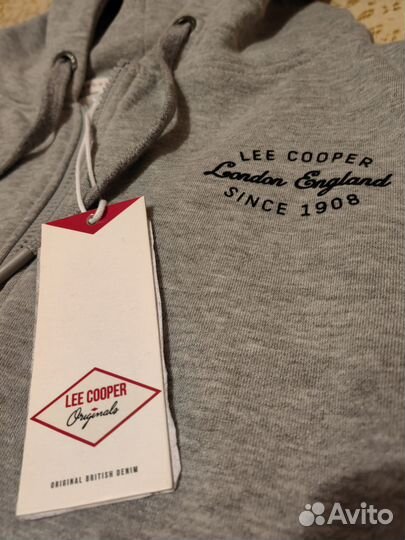 LEE COOPER
London England
SINCE 1908
LEE COOPER
Originals
ORIGINAL BRITISH DENIM
Avito